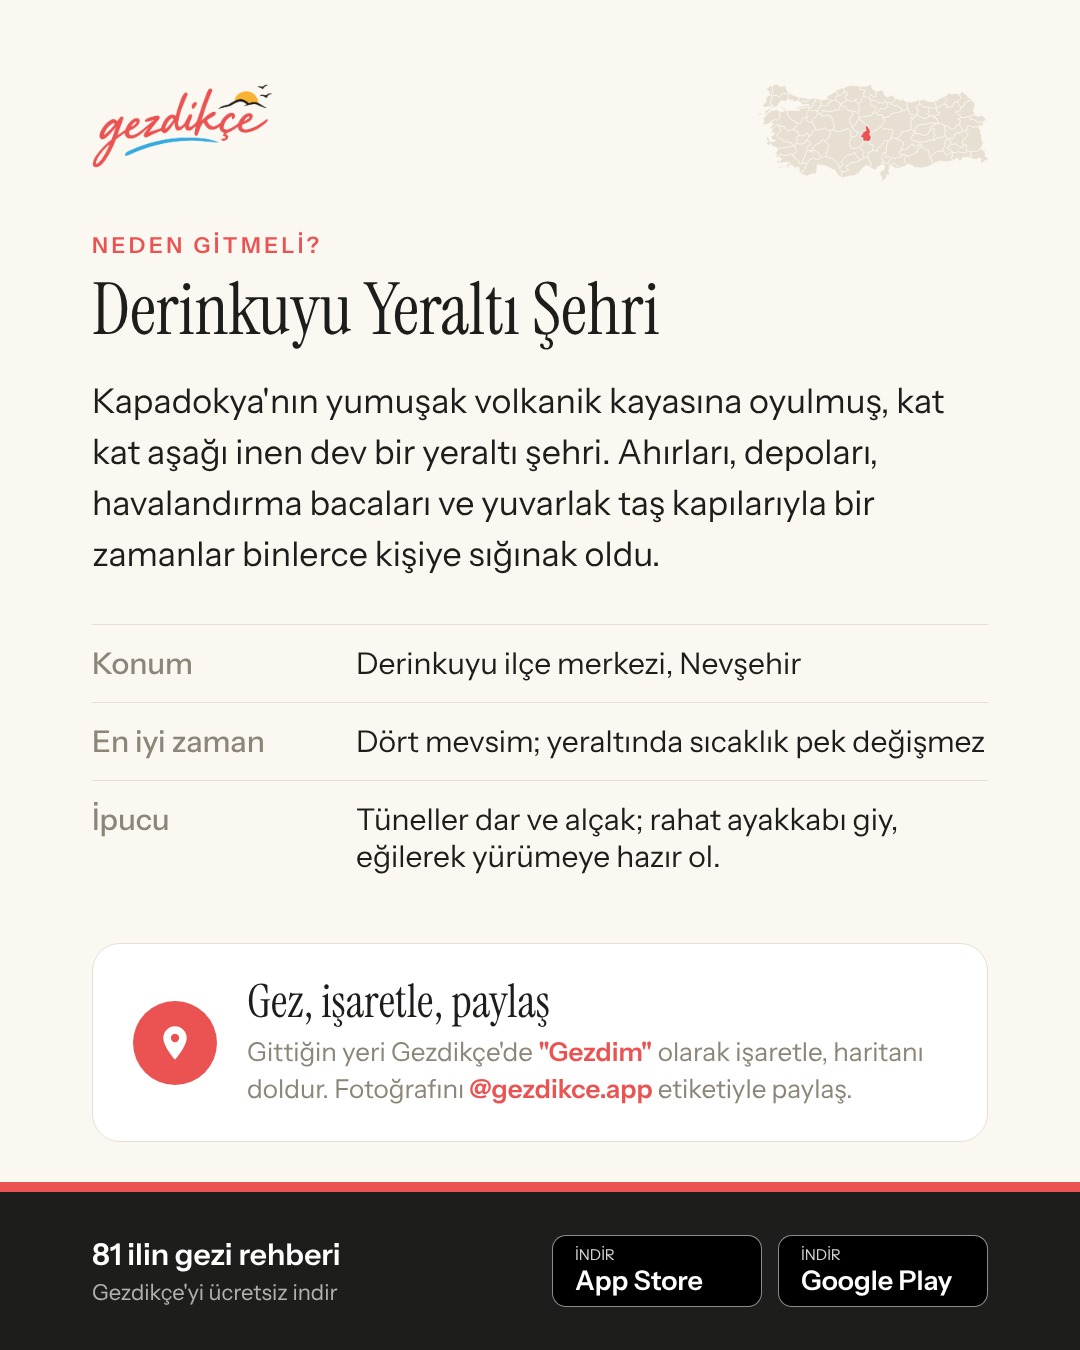 gezdikçe
NEDEN GİTMELİ?
Derinkuyu Yeraltı Şehri
Kapadokya'nın yumuşak volkanik kayasına oyulmuş, kat
kat aşağı inen dev bir yeraltı şehri. Ahırları, depoları,
havalandırma bacaları ve yuvarlak taş kapılarıyla bir
zamanlar binlerce kişiye sığınak oldu.
Konum Derinkuyu ilçe merkezi, Nevşehir
En iyi zaman Dört mevsim; yeraltında sıcaklık pek değişmez
İpucu Tüneller dar ve alçak; rahat ayakkabı giy,
eğilerek yürümeye hazır ol.
Gez, işaretle, paylaş
Gittiğin yeri Gezdikçe'de "Gezdim" olarak işaretle, haritanı
doldur. Fotoğrafını @gezdikce.app etiketiyle paylaş.
81 ilin gezi rehberi
Gezdikçe'yi ücretsiz indir
İNDİR
App Store
İNDİR
Google Play